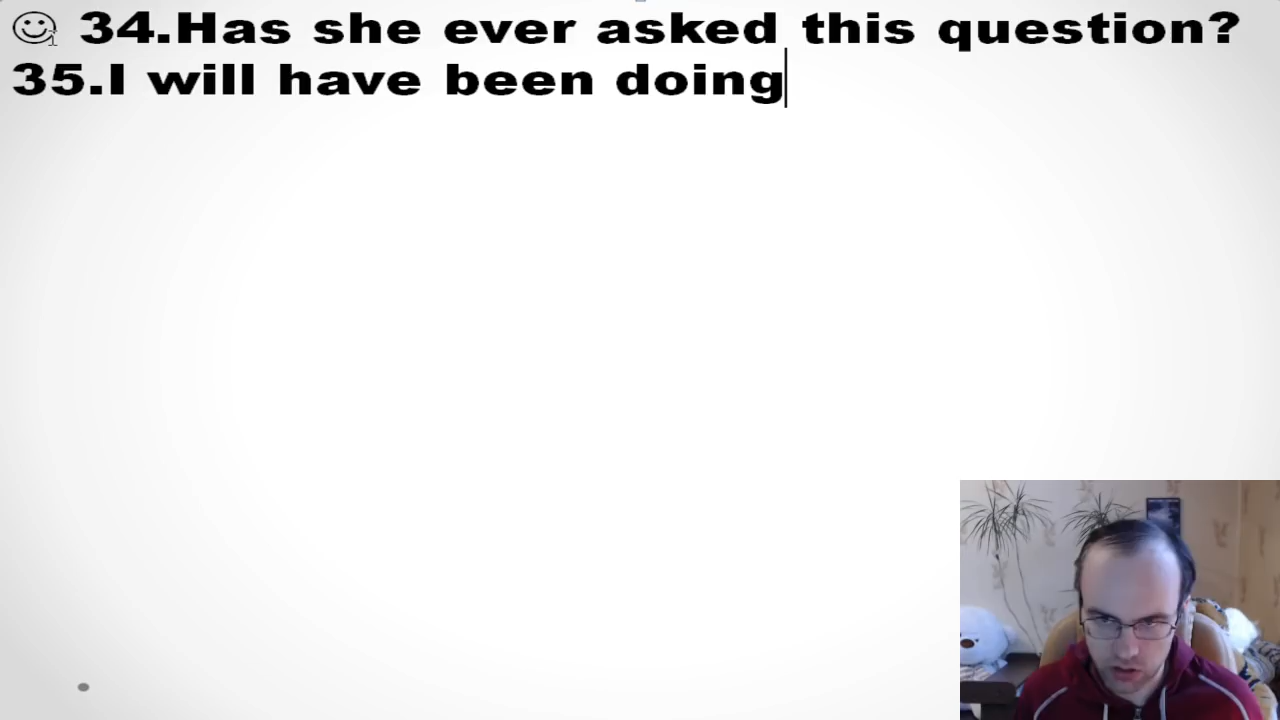 34.Has she ever asked this question?
35.I will have been doing